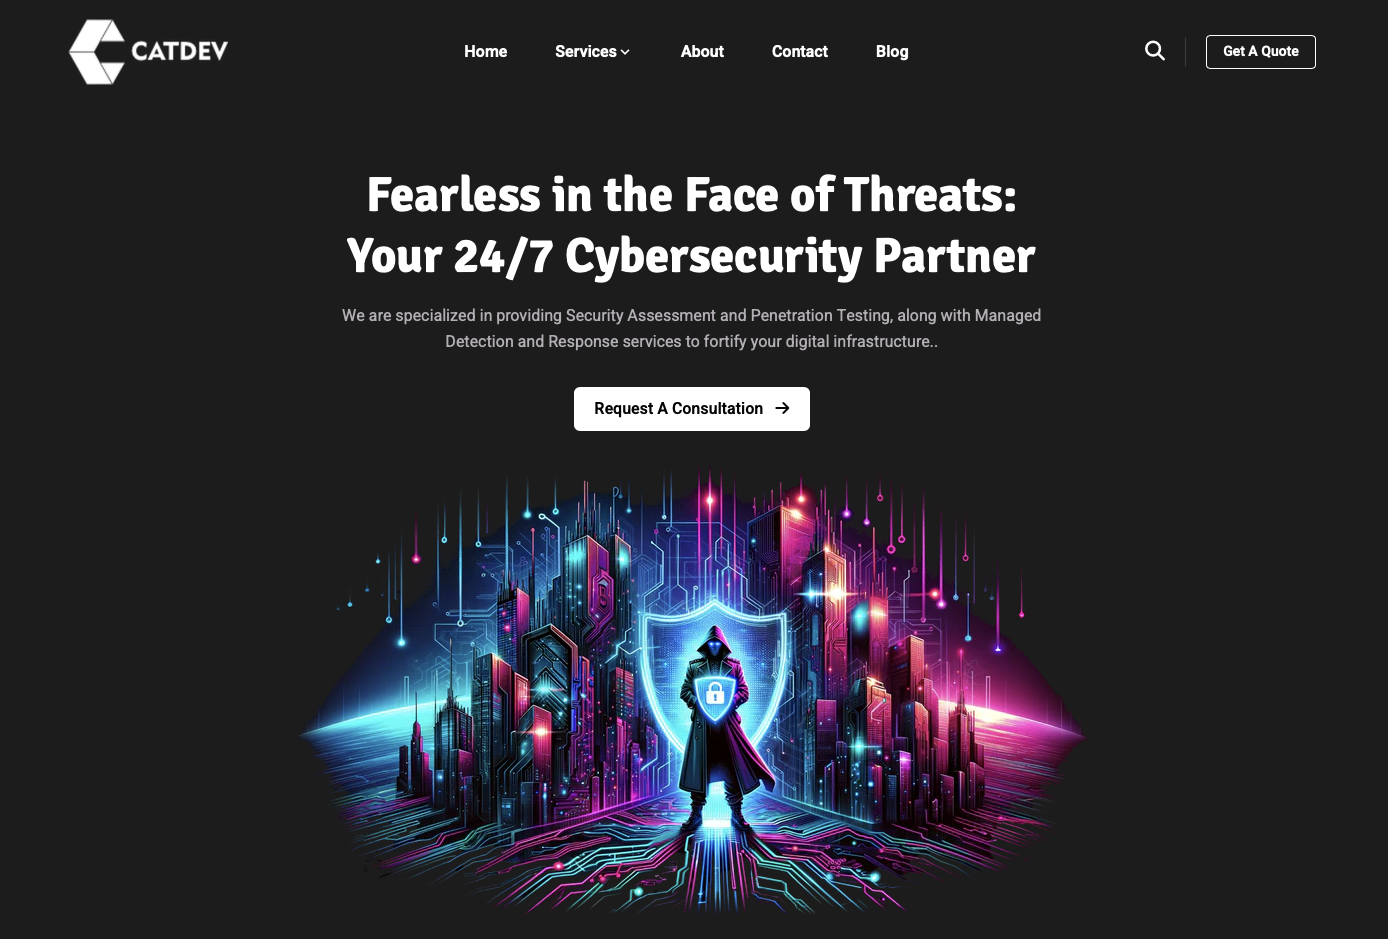 CATDEV
Home
Services
About
Contact
Blog
Get A Quote
Fearless in the Face of Threats:
Your 24/7 Cybersecurity Partner
We are specialized in providing Security Assessment and Penetration Testing, along with Managed
Detection and Response services to fortify your digital infrastructure..
Request A Consultation